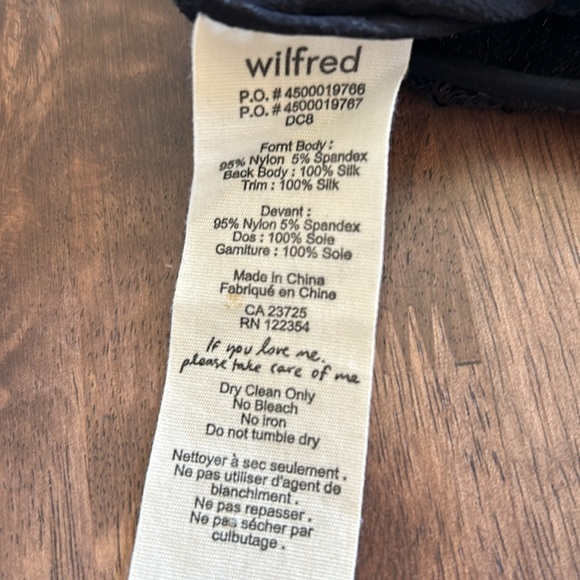 wilfred
P.O. # 4500019766
P.O. # 4500019767
DC8
Fornt Body :
95% Nylon 5% Spandex
Back Body : 100% Silk
Trim : 100% Silk
Devant :
95% Nylon 5% Spandex
Dos : 100% Soie
Garniture : 100% Soie
Made in China
Fabriqué en Chine
CA 23725
RN 122354
If you love me,
please take care of me
Dry Clean Only
No Bleach
No iron
Do not tumble dry
Nettoyer à sec seulement .
Ne pas utiliser d'agent de
blanchiment .
Ne pas repasser .
Ne pas sécher par
culbutage .